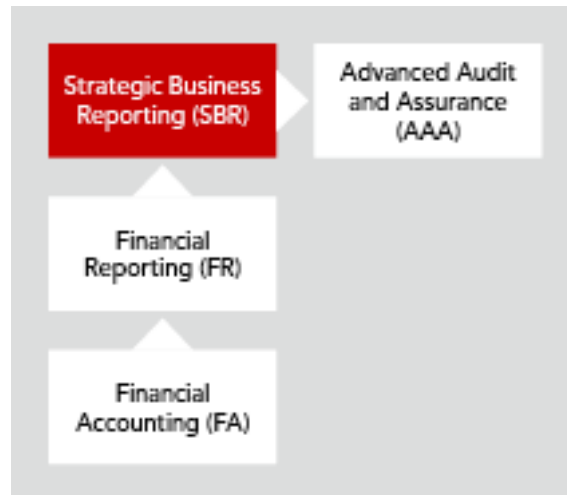 Strategic Business
Reporting (SBR)
Advanced Audit
and Assurance
(AAA)
Financial
Reporting (FR)
Financial
Accounting (FA)